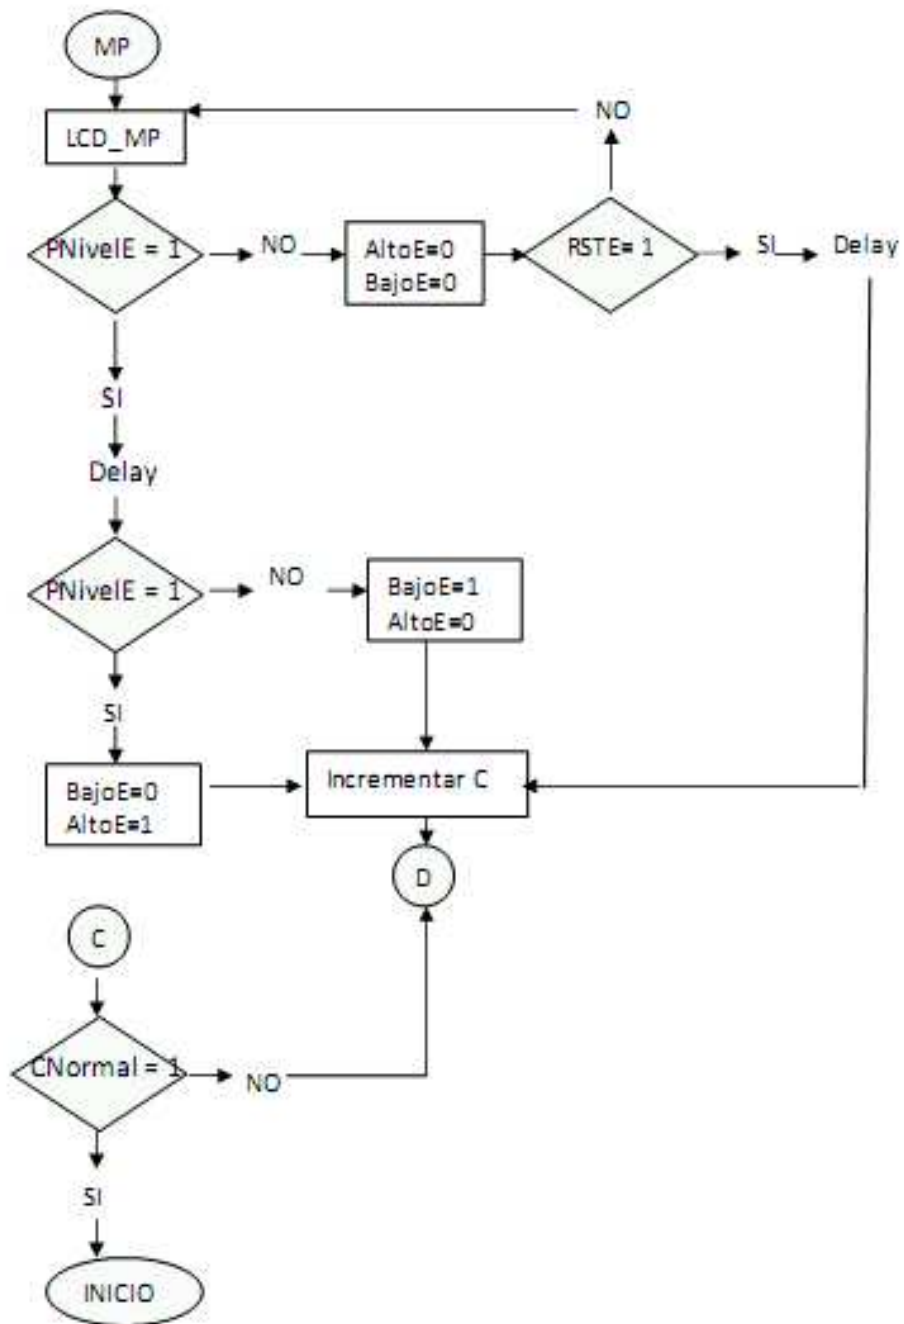 MP
NO
LCD_MP
PNivelE = 1
NO
AltoE=0
BajoE=0
RSTE= 1
SI
Delay
SI
Delay
PNivelE = 1
NO
BajoE=1
AltoE=0
SI
BajoE=0
AltoE=1
Incrementar C
D
C
CNormal = 1
NO
SI
INICIO